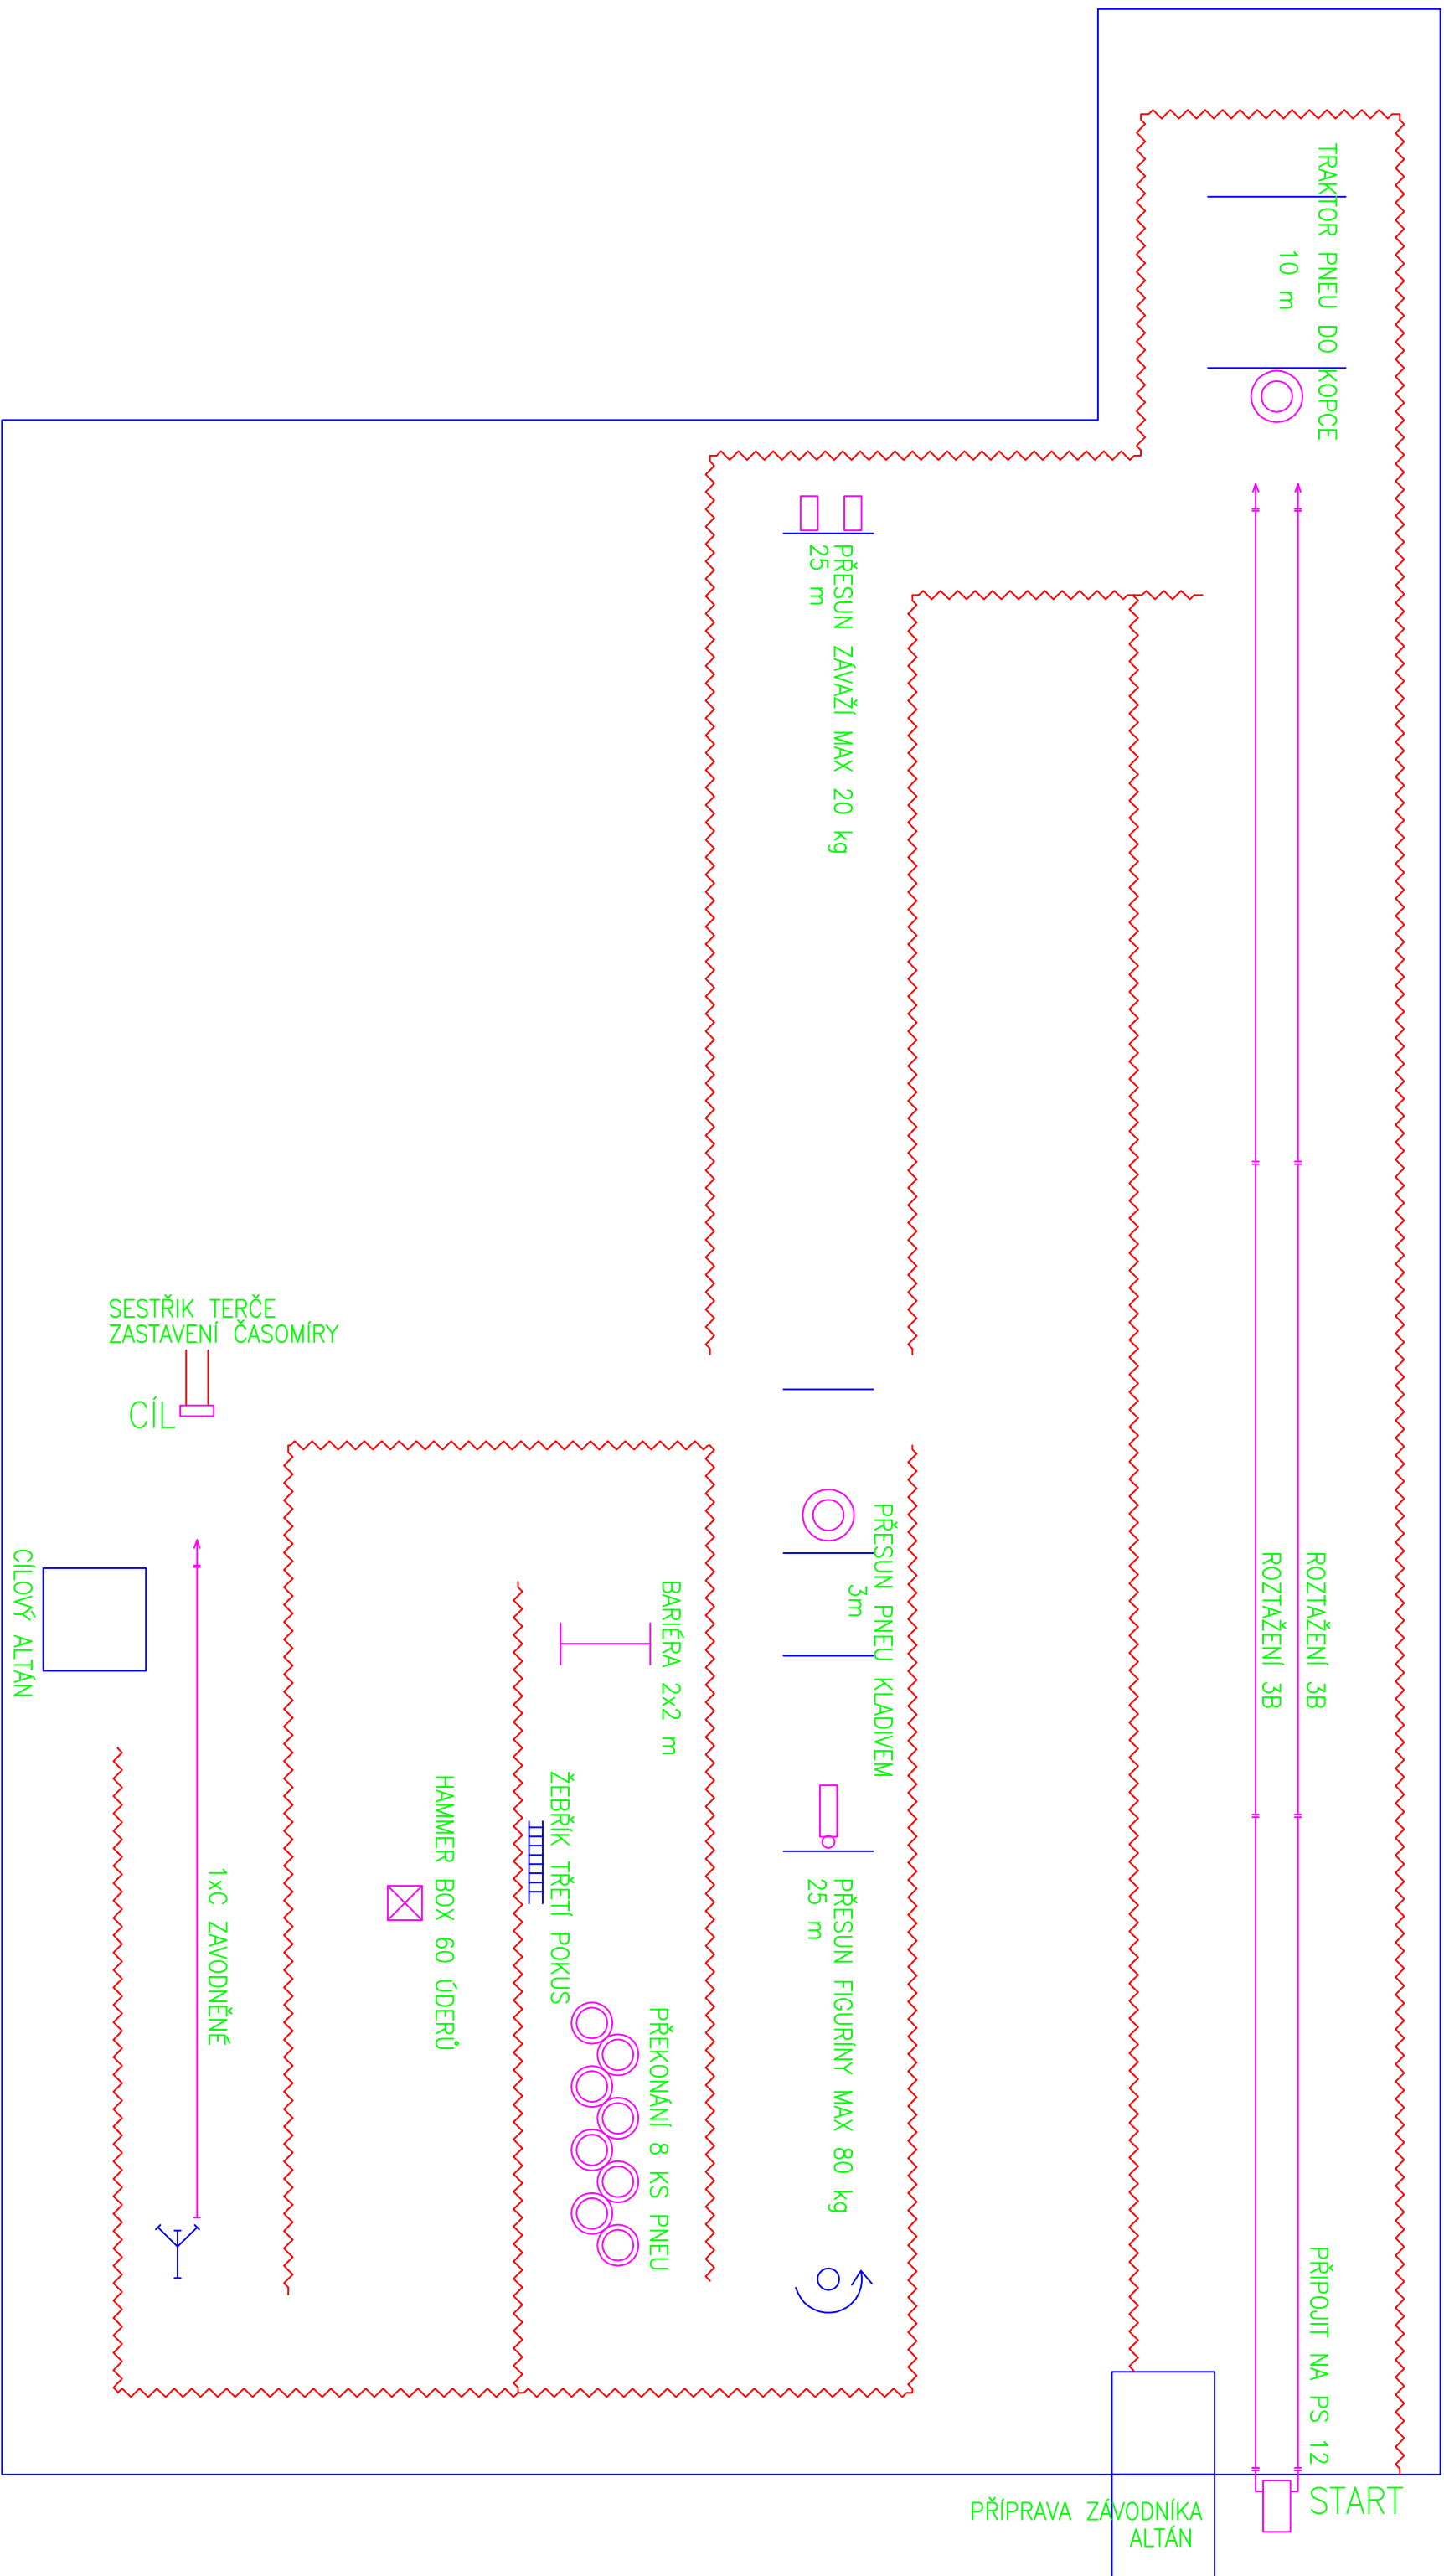 TRAKTOR PNEU DO KOPCE
10 m
PŘESUN ZÁVAŽÍ MAX 20 kg
25 m
SESTŘIK TERČE
ZASTAVENÍ ČASOMÍRY
CÍL
CÍLOVÝ ALTÁN
1xC ZAVODNĚNÉ
HAMMER BOX 60 ÚDERŮ
ŽEBŘÍK TŘETÍ POKUS
BARIÉRA 2x2 m
PŘEKONÁNÍ 8 KS PNEU
PŘESUN PNEU KLADIVEM
3m
PŘESUN FIGURÍNY MAX 80 kg
25 m
ROZTAŽENÍ 3B
ROZTAŽENÍ 3B
PŘIPOJIT NA PS 12
START
PŘÍPRAVA ZÁVODNÍKA
ALTÁN